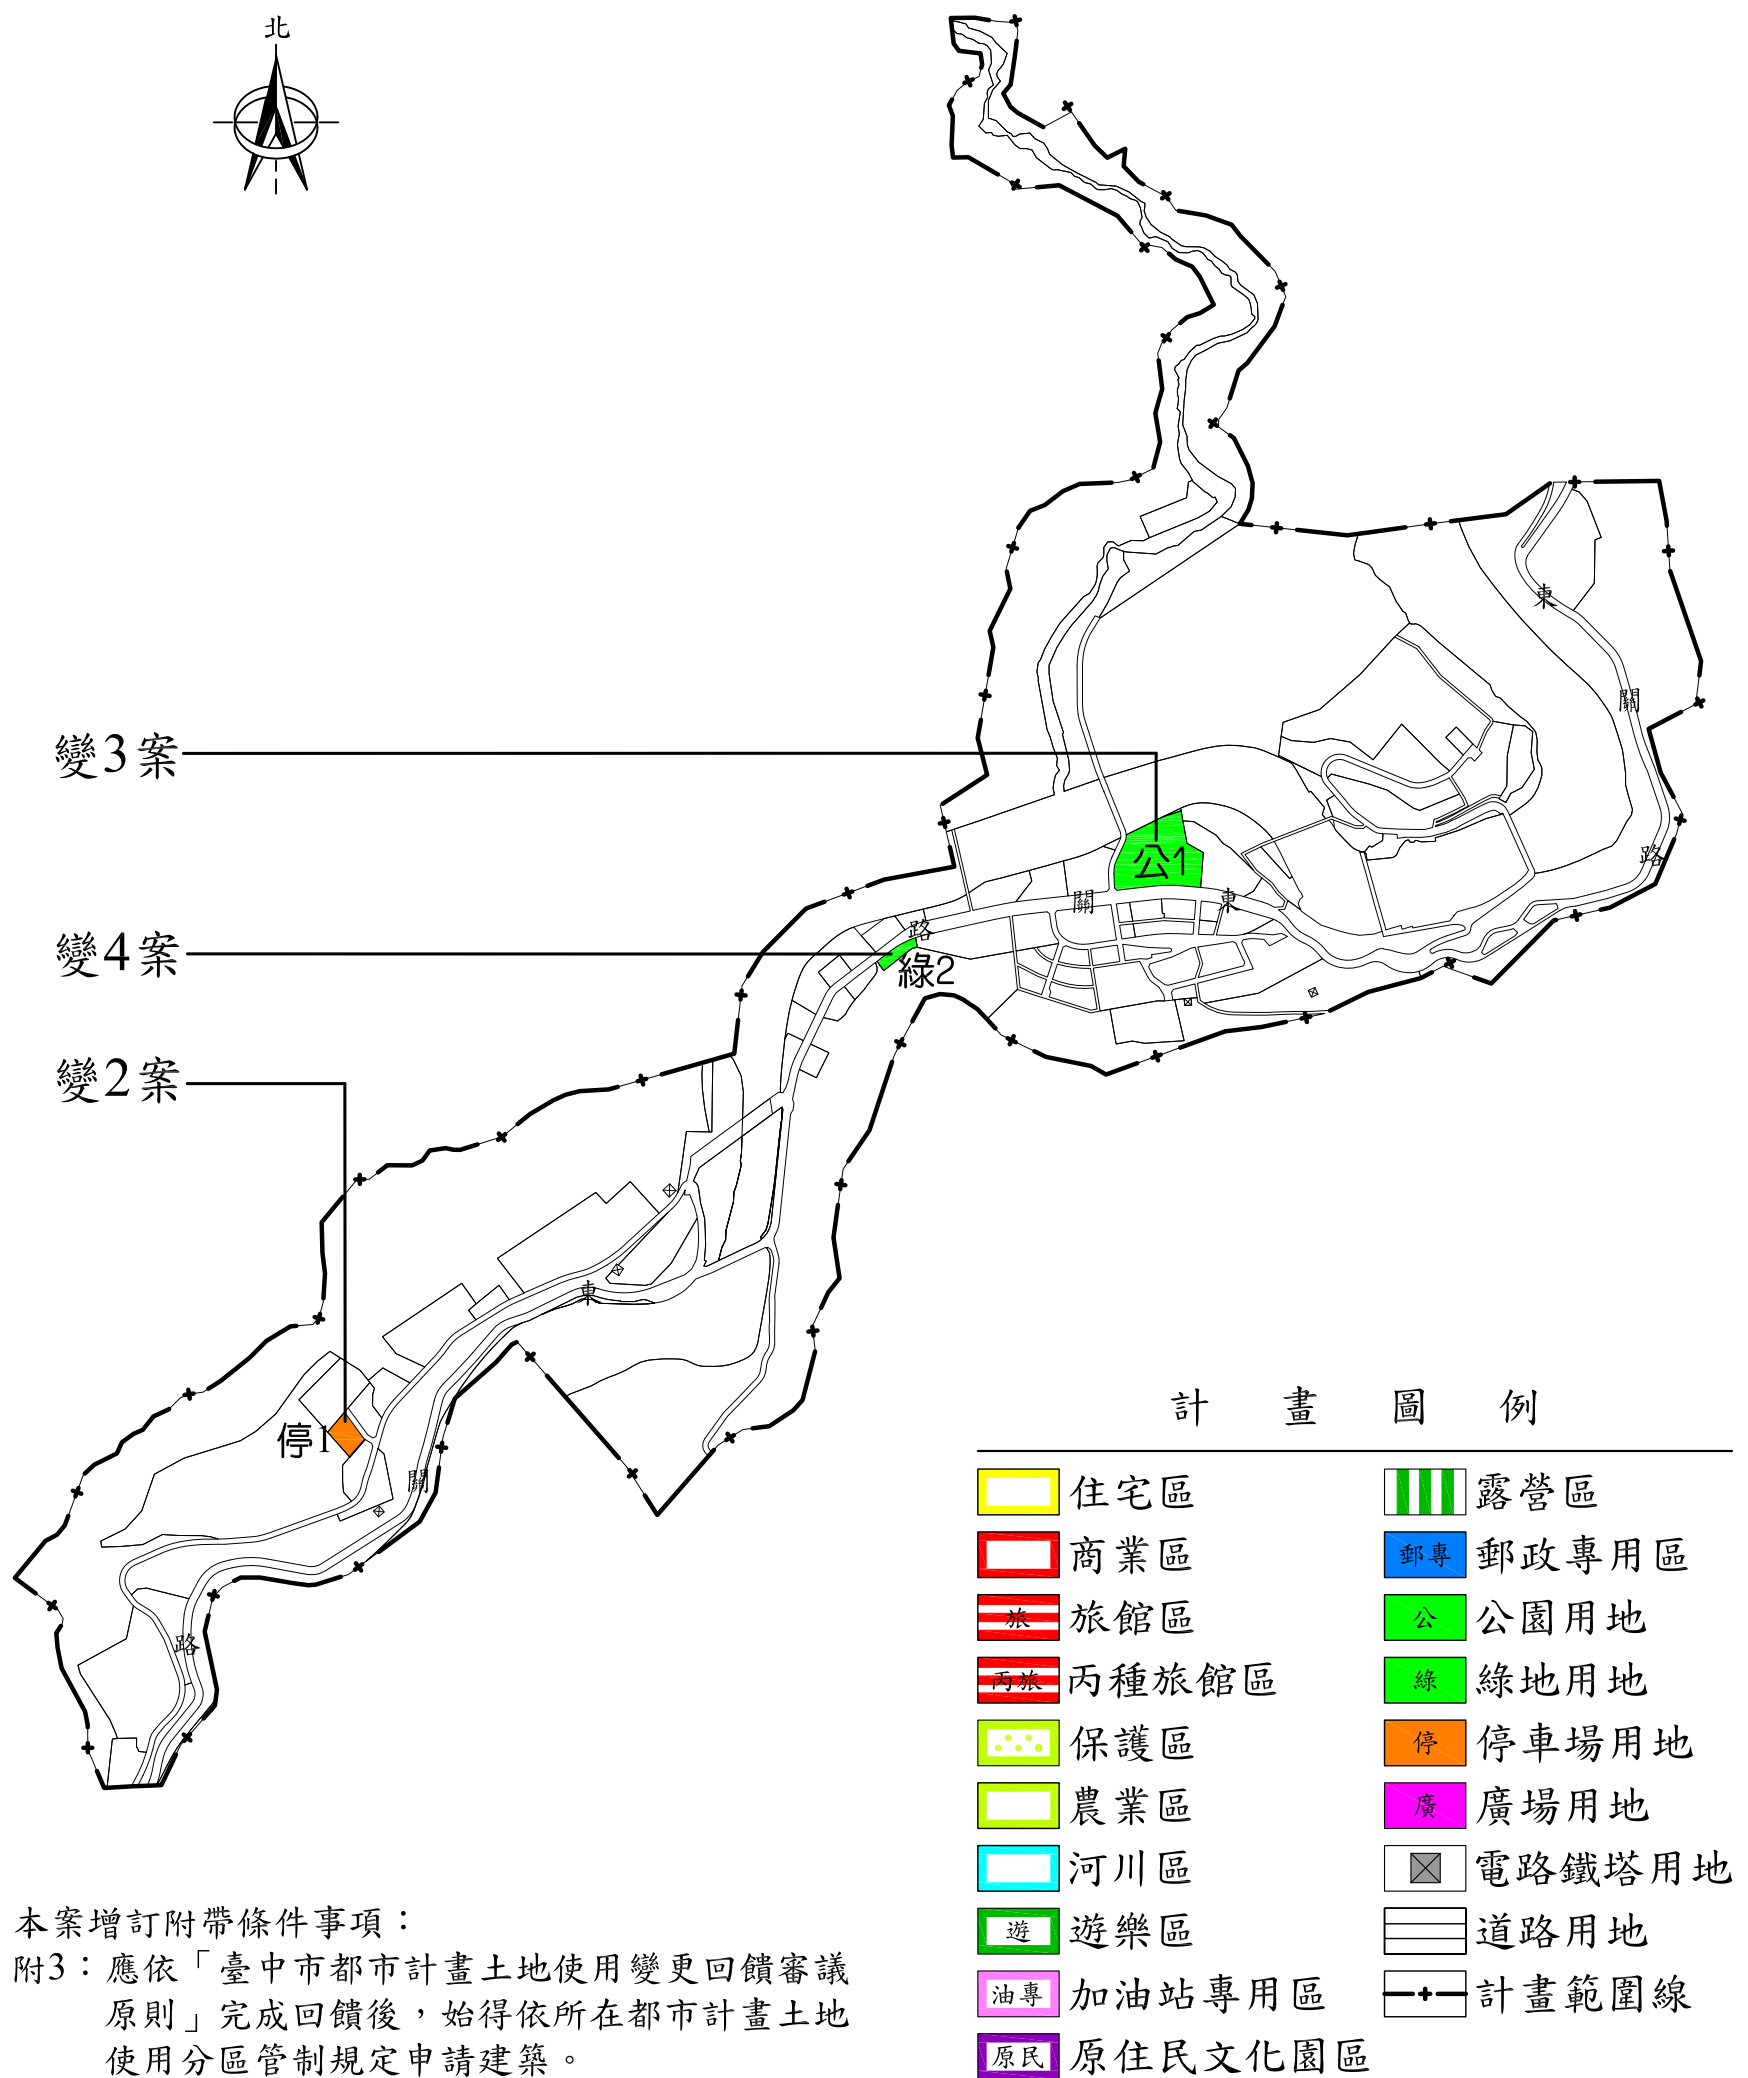 北
東
關
路
變3案
公1
關
東
路
變4案
綠2
變2案
東
停1
關
路
計畫圖例
住宅區
露營區
商業區
郵專 郵政專用區
旅 旅館區
公 公園用地
丙旅 丙種旅館區
綠 綠地用地
保護區
停 停車場用地
農業區
廣 廣場用地
河川區
電路鐵塔用地
遊 遊樂區
道路用地
油專 加油站專用區
計畫範圍線
原民 原住民文化園區
本案增訂附帶條件事項：
附3：應依「臺中市都市計畫土地使用變更回饋審議
原則」完成回饋後，始得依所在都市計畫土地
使用分區管制規定申請建築。